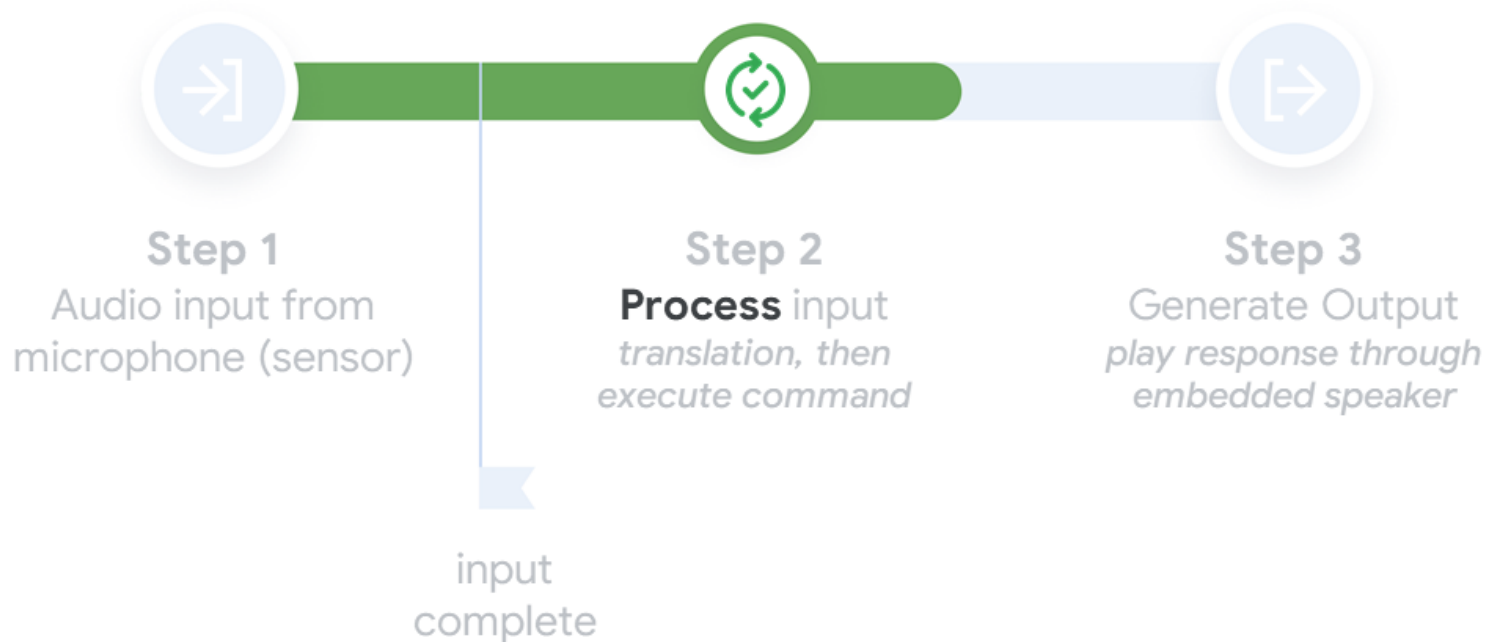 Step 1
Audio input from
microphone (sensor)
Step 2
Process input
translation, then
execute command
Step 3
Generate Output
play response through
embedded speaker
input
complete